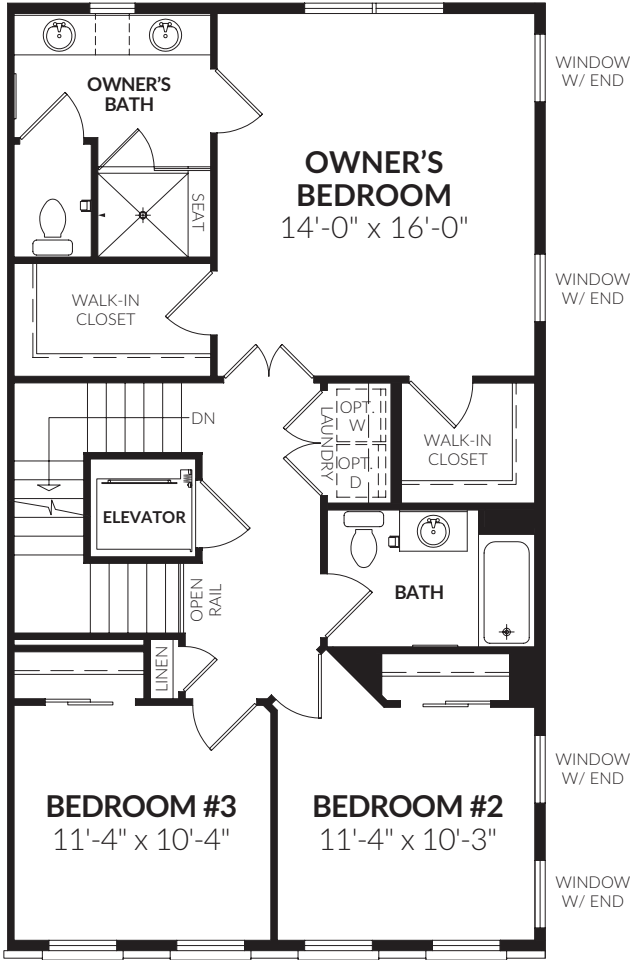 OWNER'S
BATH
WINDOW
W/ END
OWNER'S
BEDROOM
14'-0" x 16'-0"
SEAT
WINDOW
W/ END
WALK-IN
CLOSET
DN
OPT.
W
LAUNDRY
OPT.
D
WALK-IN
CLOSET
ELEVATOR
OPEN
RAIL
BATH
LINEN
WINDOW
W/ END
BEDROOM #3
11'-4" x 10'-4"
BEDROOM #2
11'-4" x 10'-3"
WINDOW
W/ END